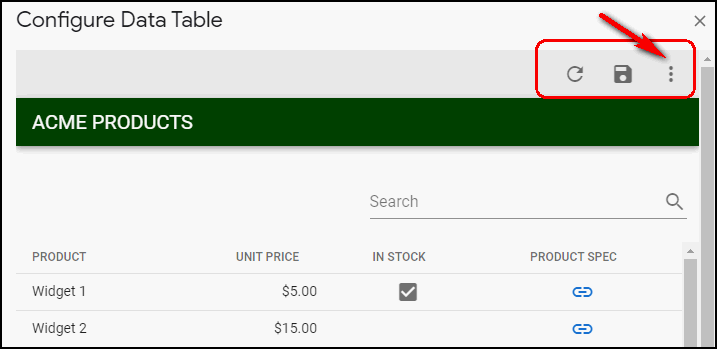 Configure Data Table
ACME PRODUCTS
Search
PRODUCT UNIT PRICE IN STOCK PRODUCT SPEC
Widget 1 $5.00
Widget 2 $15.00